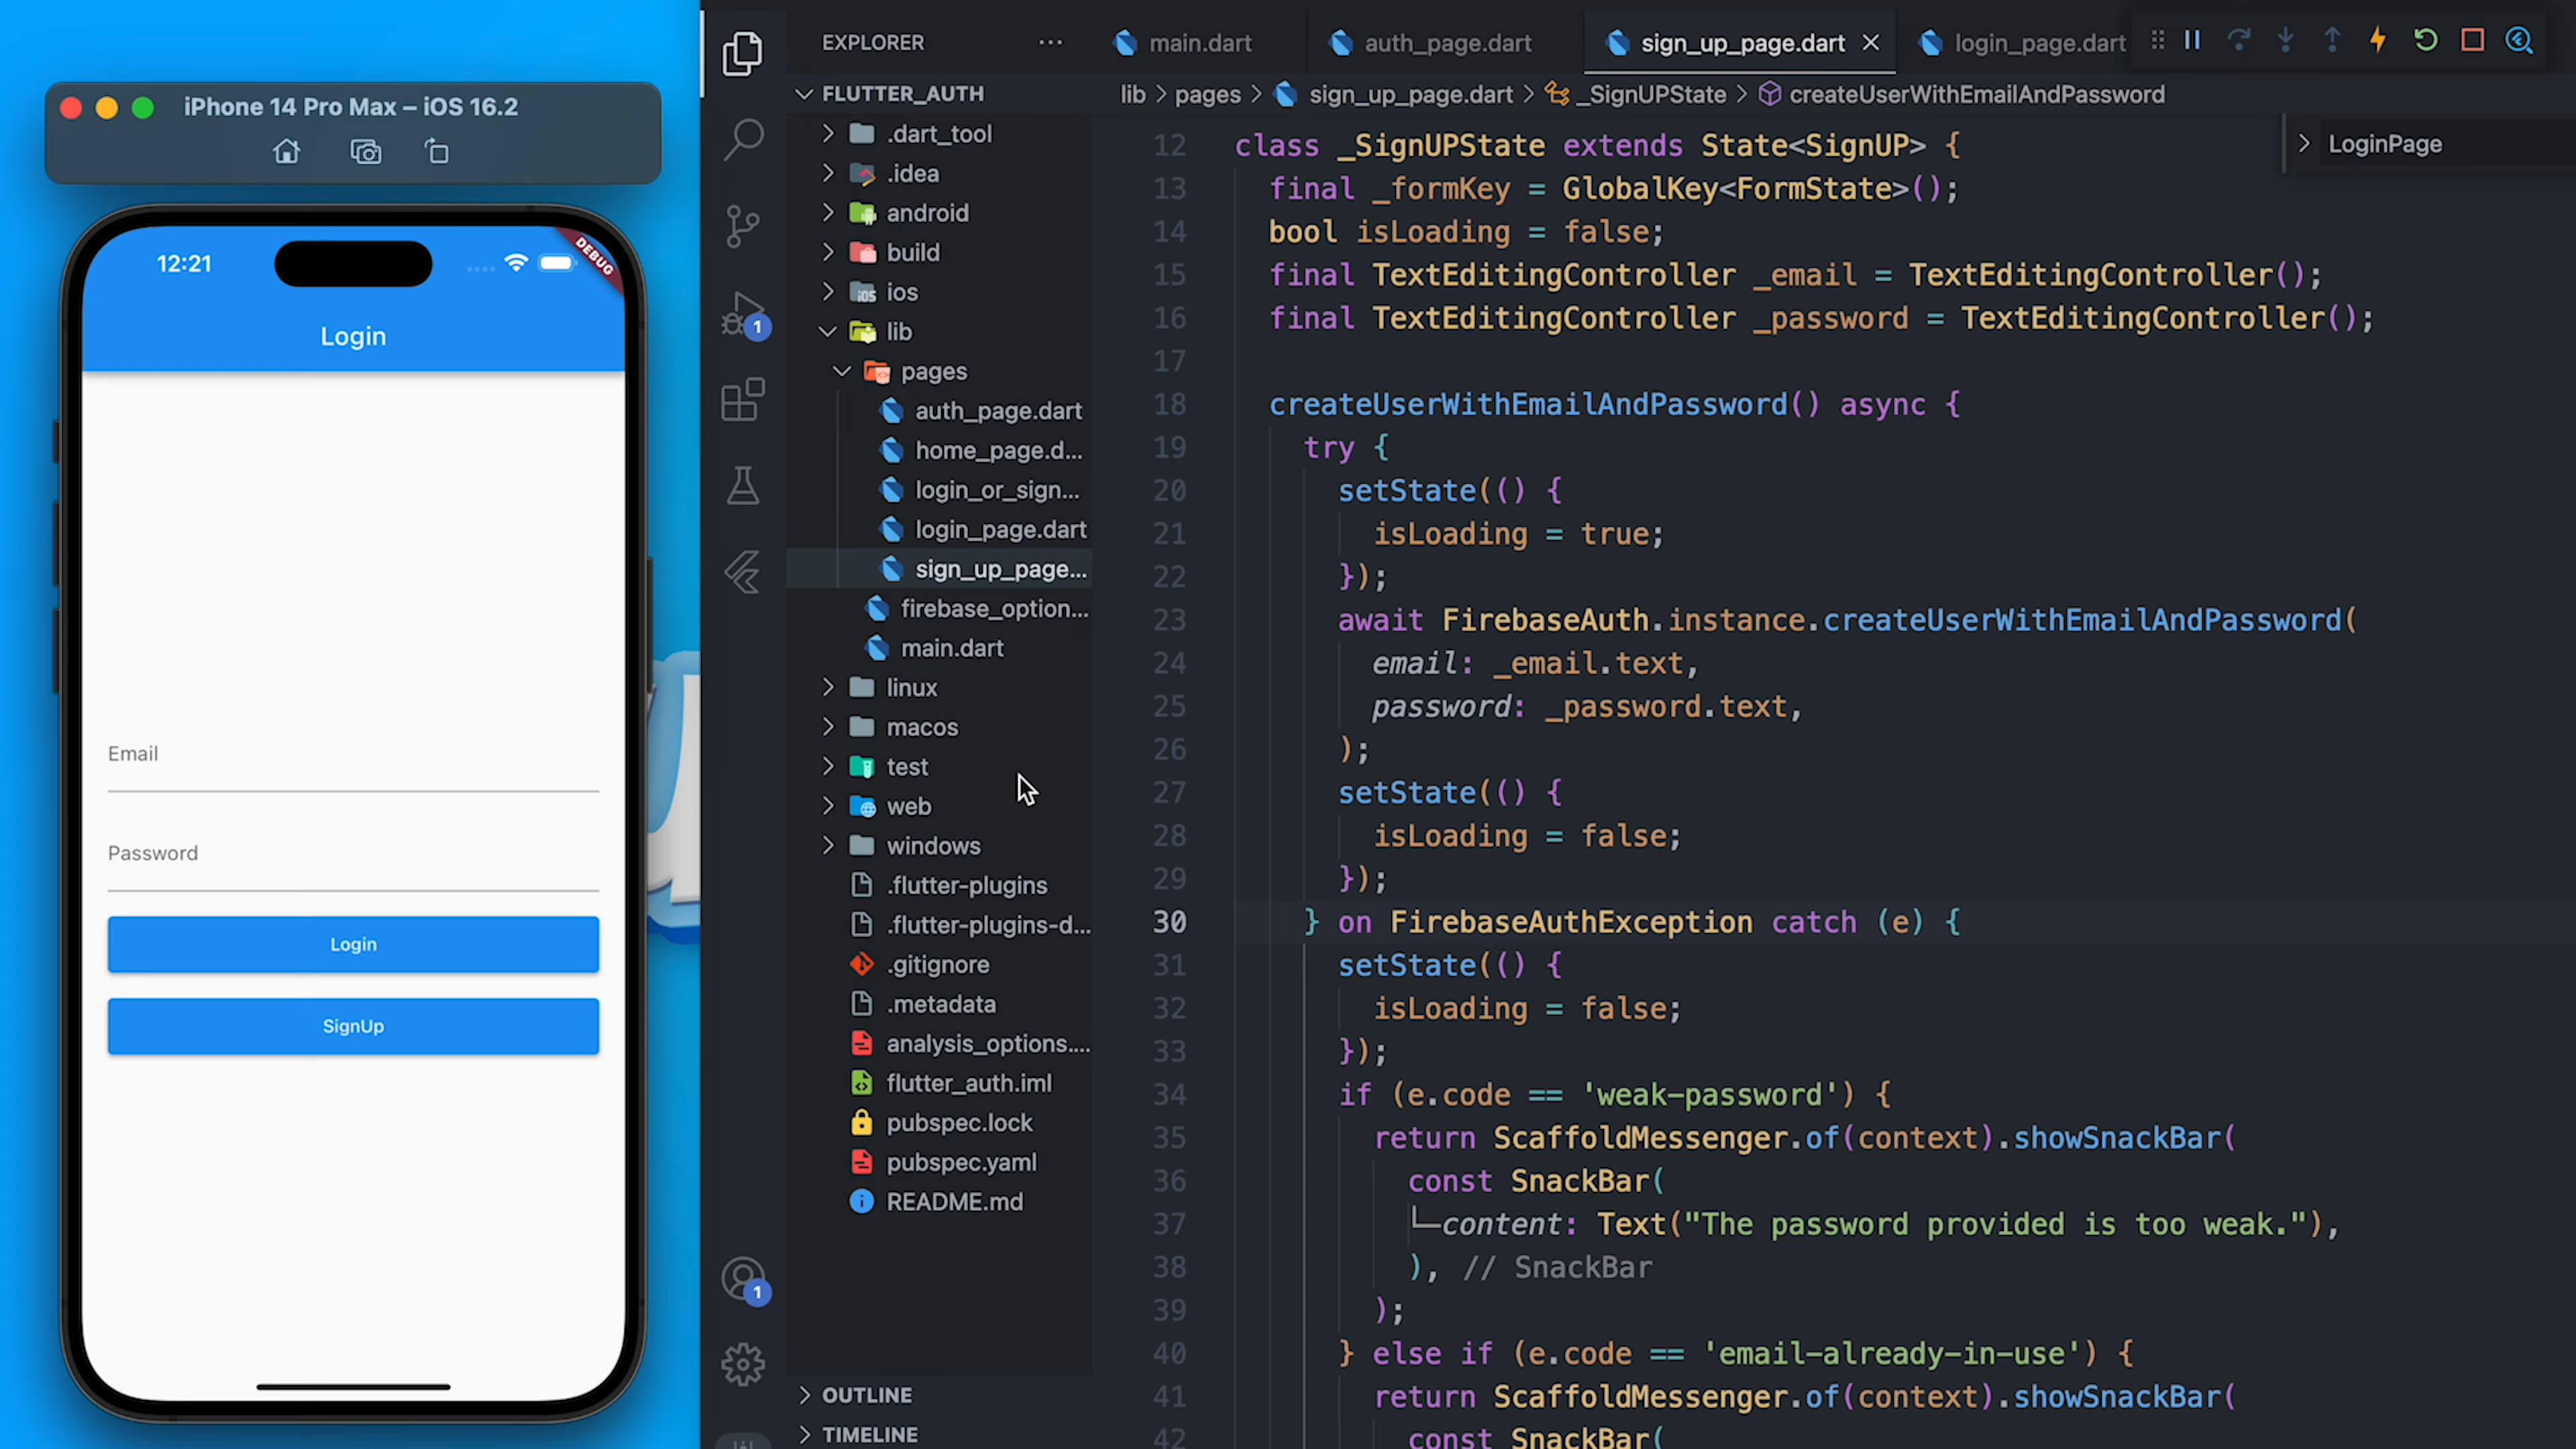 iPhone 14 Pro Max – iOS 16.2
12:21
DEBUG
Login
Email
Password
Login
SignUp
EXPLORER
FLUTTER_AUTH
.dart_tool
.idea
android
build
ios
lib
pages
auth_page.dart
home_page.d...
login_or_sign...
login_page.dart
sign_up_page...
firebase_option...
main.dart
linux
macos
test
web
windows
.flutter-plugins
.flutter-plugins-d...
.gitignore
.metadata
analysis_options....
flutter_auth.iml
pubspec.lock
pubspec.yaml
README.md
OUTLINE
TIMELINE
1
1
main.dart
auth_page.dart
sign_up_page.dart
login_page.dart
lib > pages > sign_up_page.dart > _SignUPState > createUserWithEmailAndPassword
LoginPage
12 class _SignUPState extends State<SignUP> {
13 final _formKey = GlobalKey<FormState>();
14 bool isLoading = false;
15 final TextEditingController _email = TextEditingController();
16 final TextEditingController _password = TextEditingController();
17
18 createUserWithEmailAndPassword() async {
19 try {
20 setState(() {
21 isLoading = true;
22 });
23 await FirebaseAuth.instance.createUserWithEmailAndPassword(
24 email: _email.text,
25 password: _password.text,
26 );
27 setState(() {
28 isLoading = false;
29 });
30 } on FirebaseAuthException catch (e) {
31 setState(() {
32 isLoading = false;
33 });
34 if (e.code == 'weak-password') {
35 return ScaffoldMessenger.of(context).showSnackBar(
36 const SnackBar(
37 content: Text("The password provided is too weak."),
38 ), // SnackBar
39 );
40 } else if (e.code == 'email-already-in-use') {
41 return ScaffoldMessenger.of(context).showSnackBar(
42 const SnackBar(